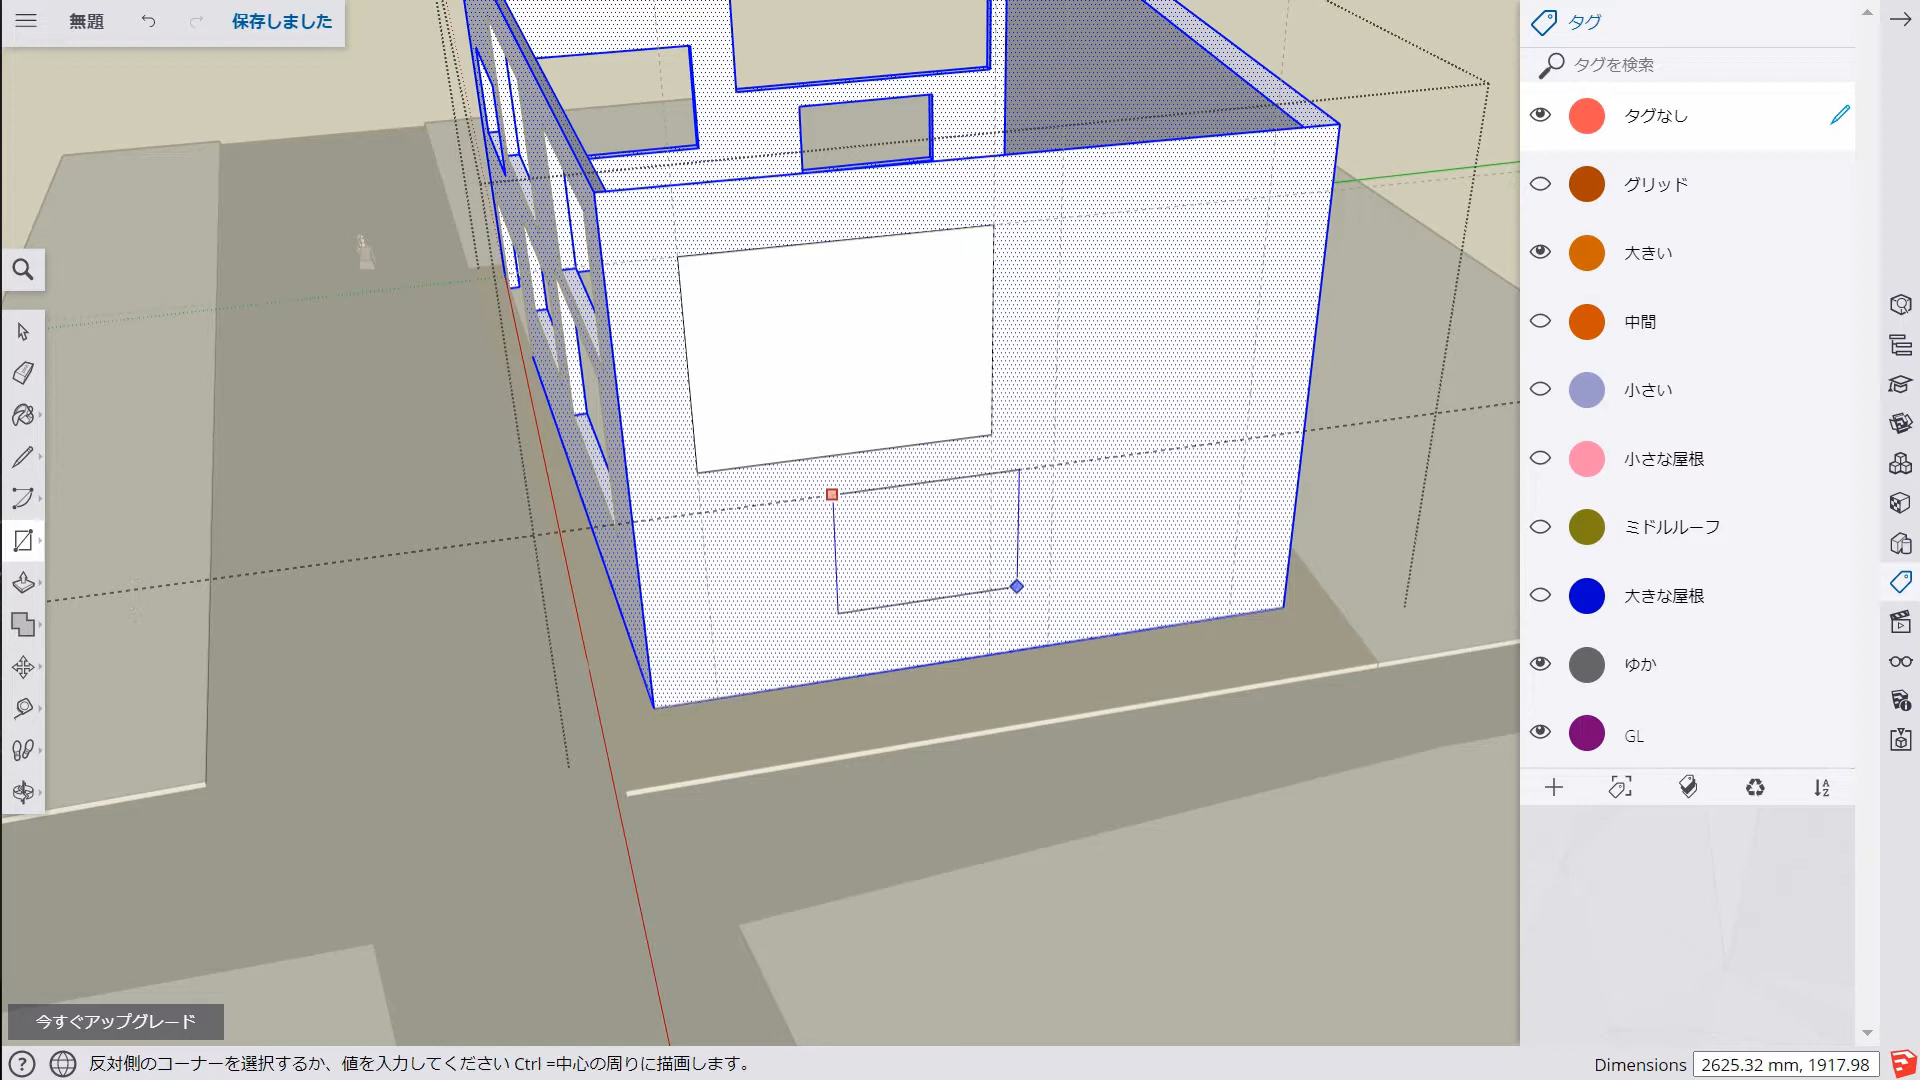 無題
保存しました
タグ
タグを検索
タグなし
グリッド
大きい
中間
小さい
小さな屋根
ミドルルーフ
大きな屋根
ゆか
GL
今すぐアップグレード
反対側のコーナーを選択するか、値を入力してください Ctrl =中心の周りに描画します。
Dimensions 2625.32 mm, 1917.98